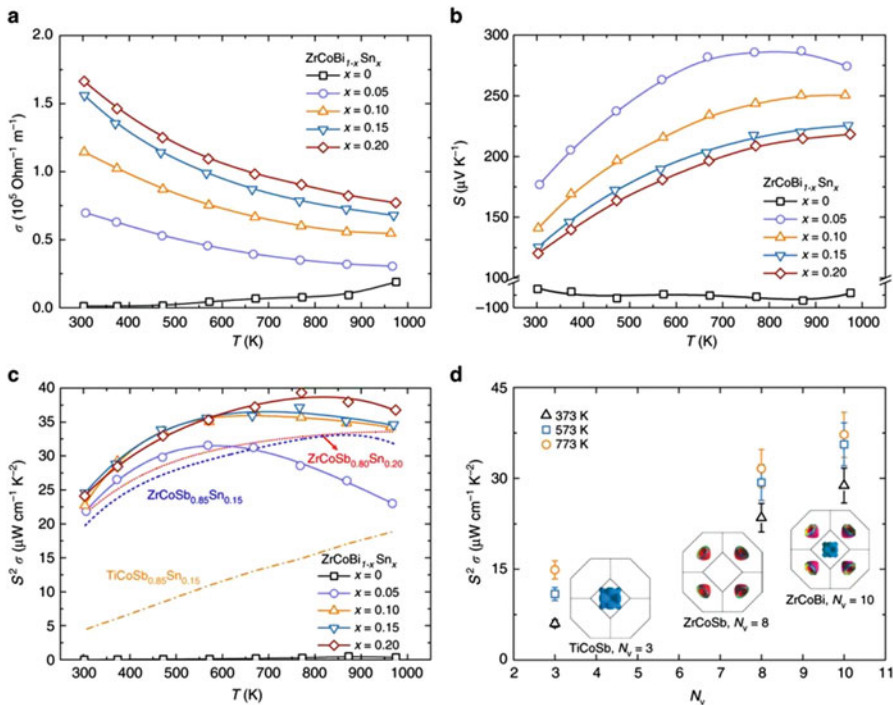 a
2.0
1.5
1.0
0.5
0.0
σ (10⁵ Ohm⁻¹ m⁻¹)
ZrCoBi₁₋ₓSnₓ
x = 0
x = 0.05
x = 0.10
x = 0.15
x = 0.20
300 400 500 600 700 800 900 1000
T (K)
b
300
250
225
150
125
100
−100
S (μV K⁻¹)
ZrCoBi₁₋ₓSnₓ
x = 0
x = 0.05
x = 0.10
x = 0.15
x = 0.20
300 400 500 600 700 800 900 1000
T (K)
c
40
35
30
25
20
15
10
5
0
S² σ (μW cm⁻¹ K⁻²)
ZrCoSb₀.₈₀Sn₀.₂₀
ZrCoSb₀.₈₅Sn₀.₁₅
TiCoSb₀.₈₅Sn₀.₁₅
ZrCoBi₁₋ₓSnₓ
x = 0
x = 0.05
x = 0.10
x = 0.15
x = 0.20
300 400 500 600 700 800 900 1000
T (K)
d
45
30
15
0
S² σ (μW cm⁻¹ K⁻²)
373 K
573 K
773 K
ZrCoBi, Nᵥ = 10
ZrCoSb, Nᵥ = 8
TiCoSb, Nᵥ = 3
2 3 4 5 6 7 8 9 10 11
Nᵥ